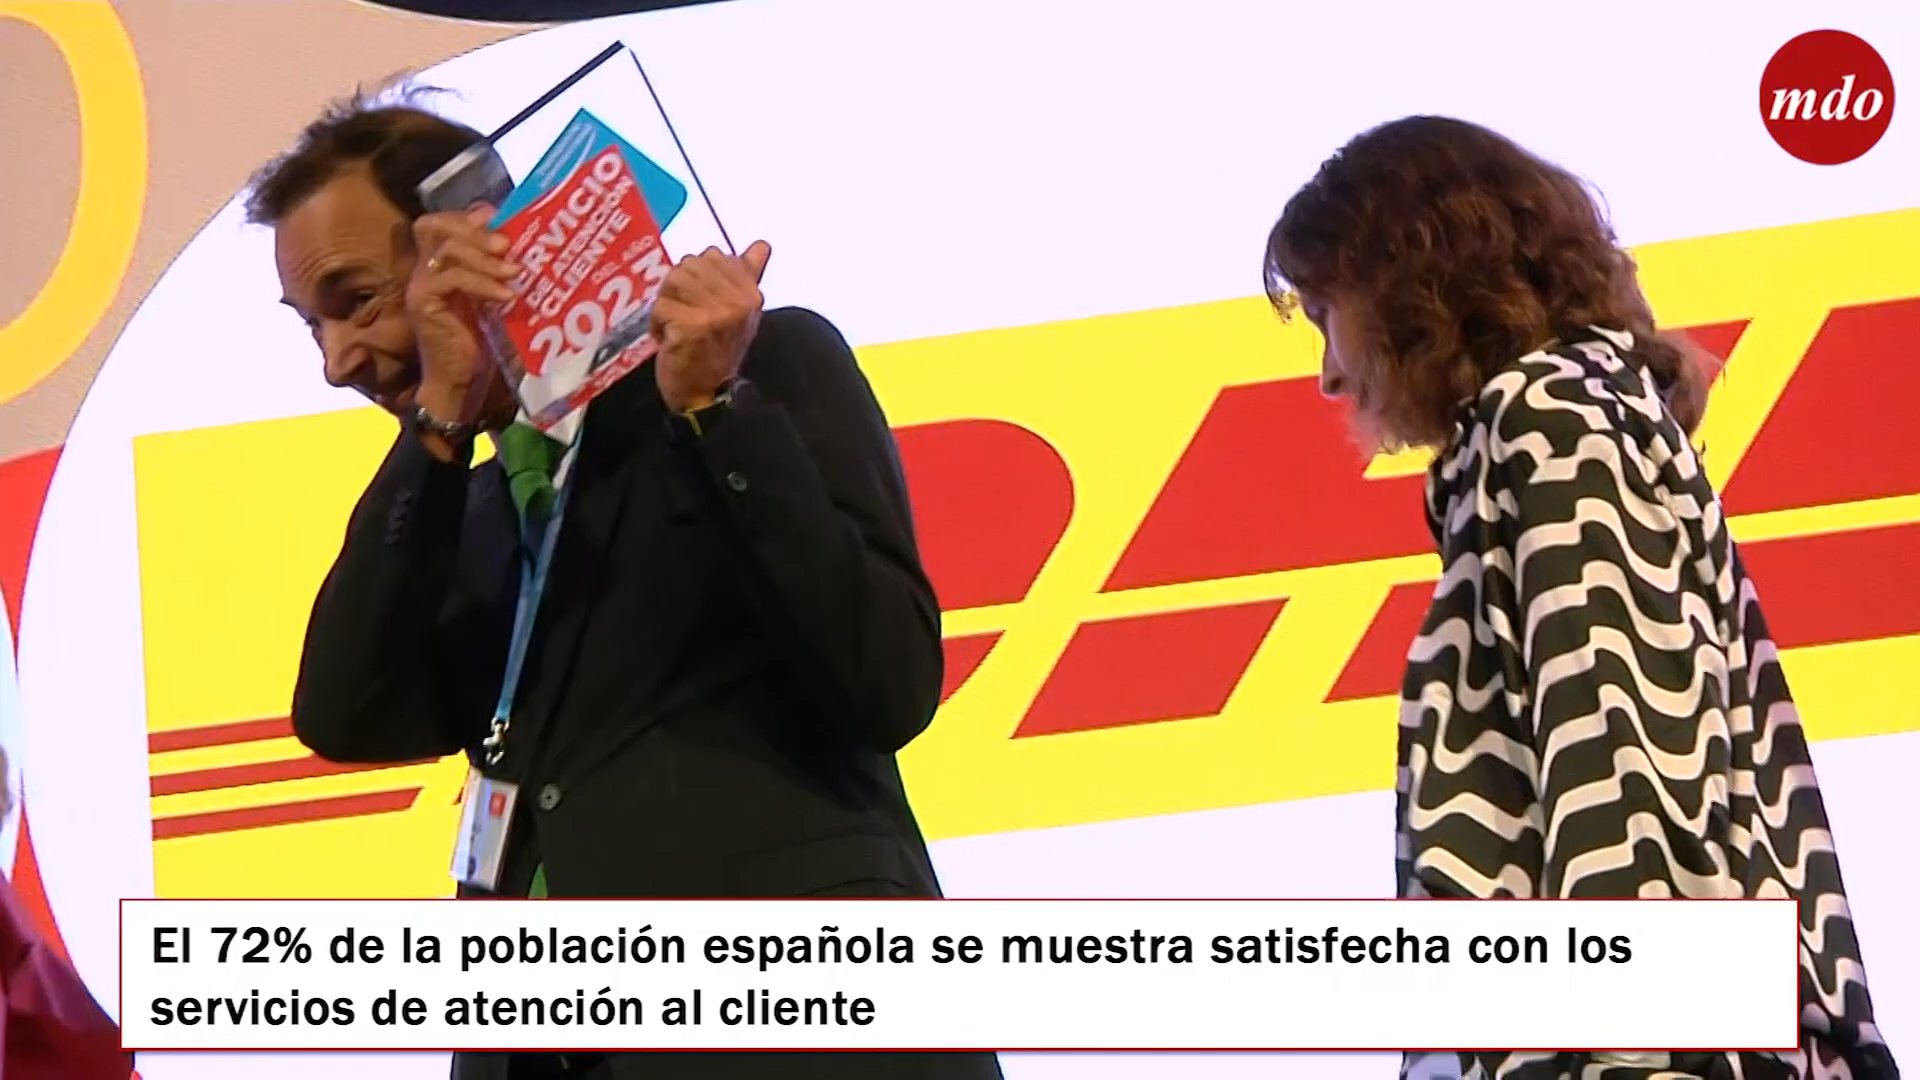 mdo
SERVICIO
DE ATENCIÓN
AL CLIENTE
DEL AÑO
2023
DHL
El 72% de la población española se muestra satisfecha con los
servicios de atención al cliente